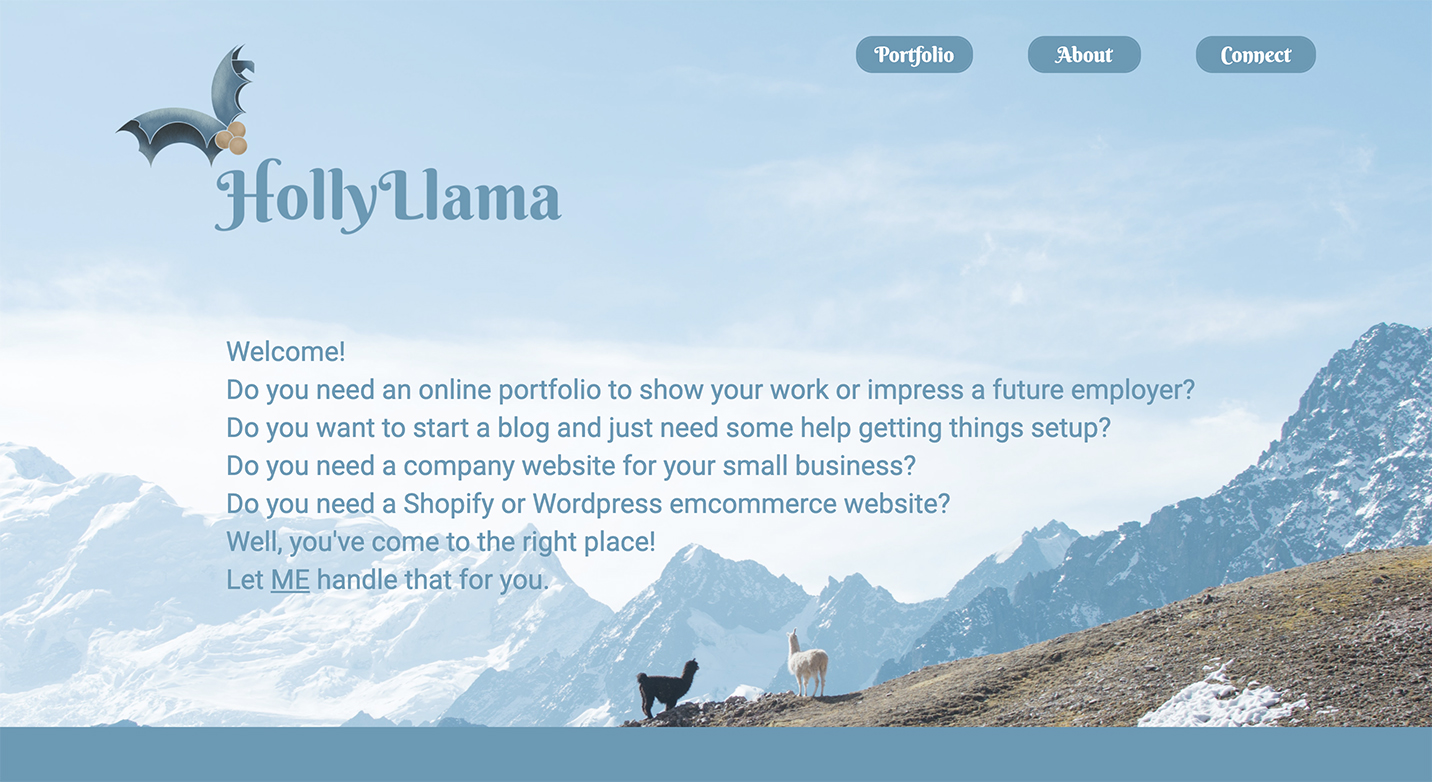 Portfolio
About
Connect
HollyLlama
Welcome!
Do you need an online portfolio to show your work or impress a future employer?
Do you want to start a blog and just need some help getting things setup?
Do you need a company website for your small business?
Do you need a Shopify or Wordpress emcommerce website?
Well, you've come to the right place!
Let ME handle that for you.